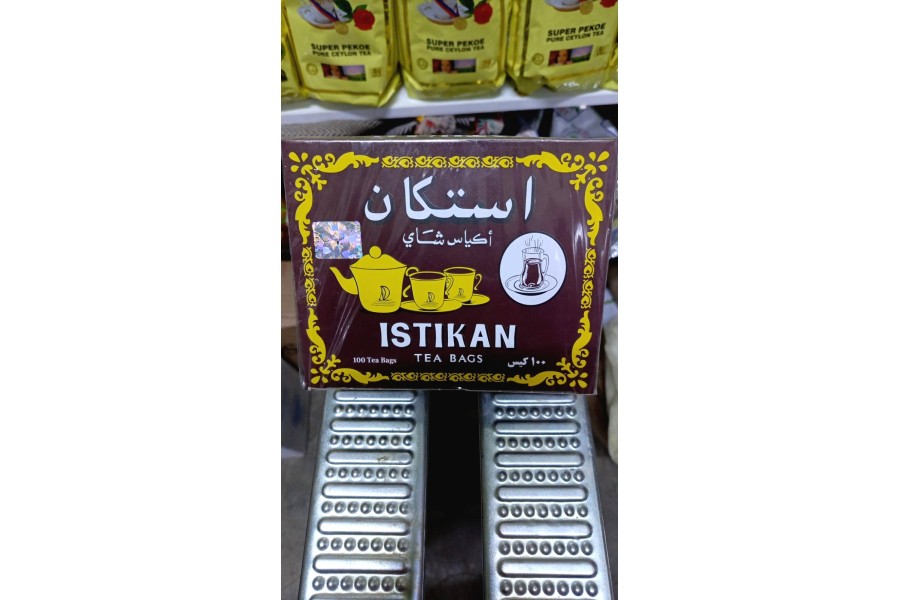 SUPER PEKOE
PURE CEYLON TEA
SUPER PEKOE
PURE CEYLON TEA
SUPER PEKOE
PURE CEYLON TEA
استكان
أكياس شاي
ISTIKAN
TEA BAGS
100 Tea Bags
١٠٠ كيس